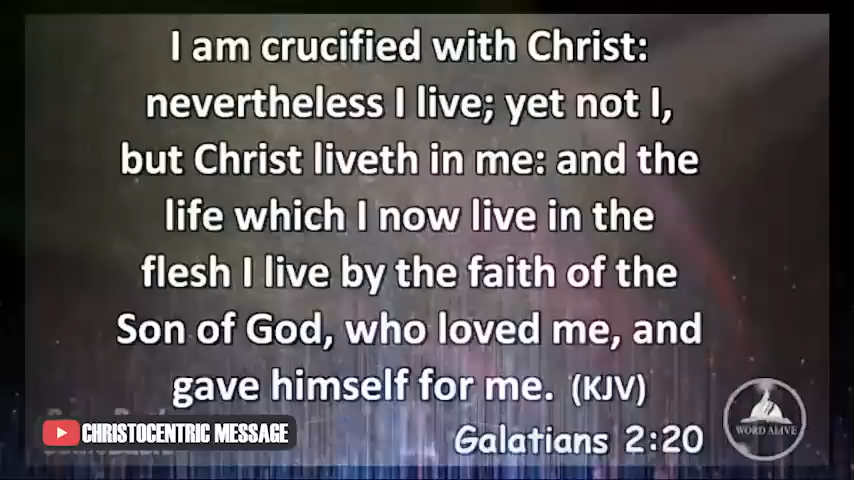 I am crucified with Christ:
nevertheless I live; yet not I,
but Christ liveth in me: and the
life which I now live in the
flesh I live by the faith of the
Son of God, who loved me, and
gave himself for me. (KJV)
Galatians 2:20
CHRISTOCENTRIC MESSAGE
WORD ALIVE